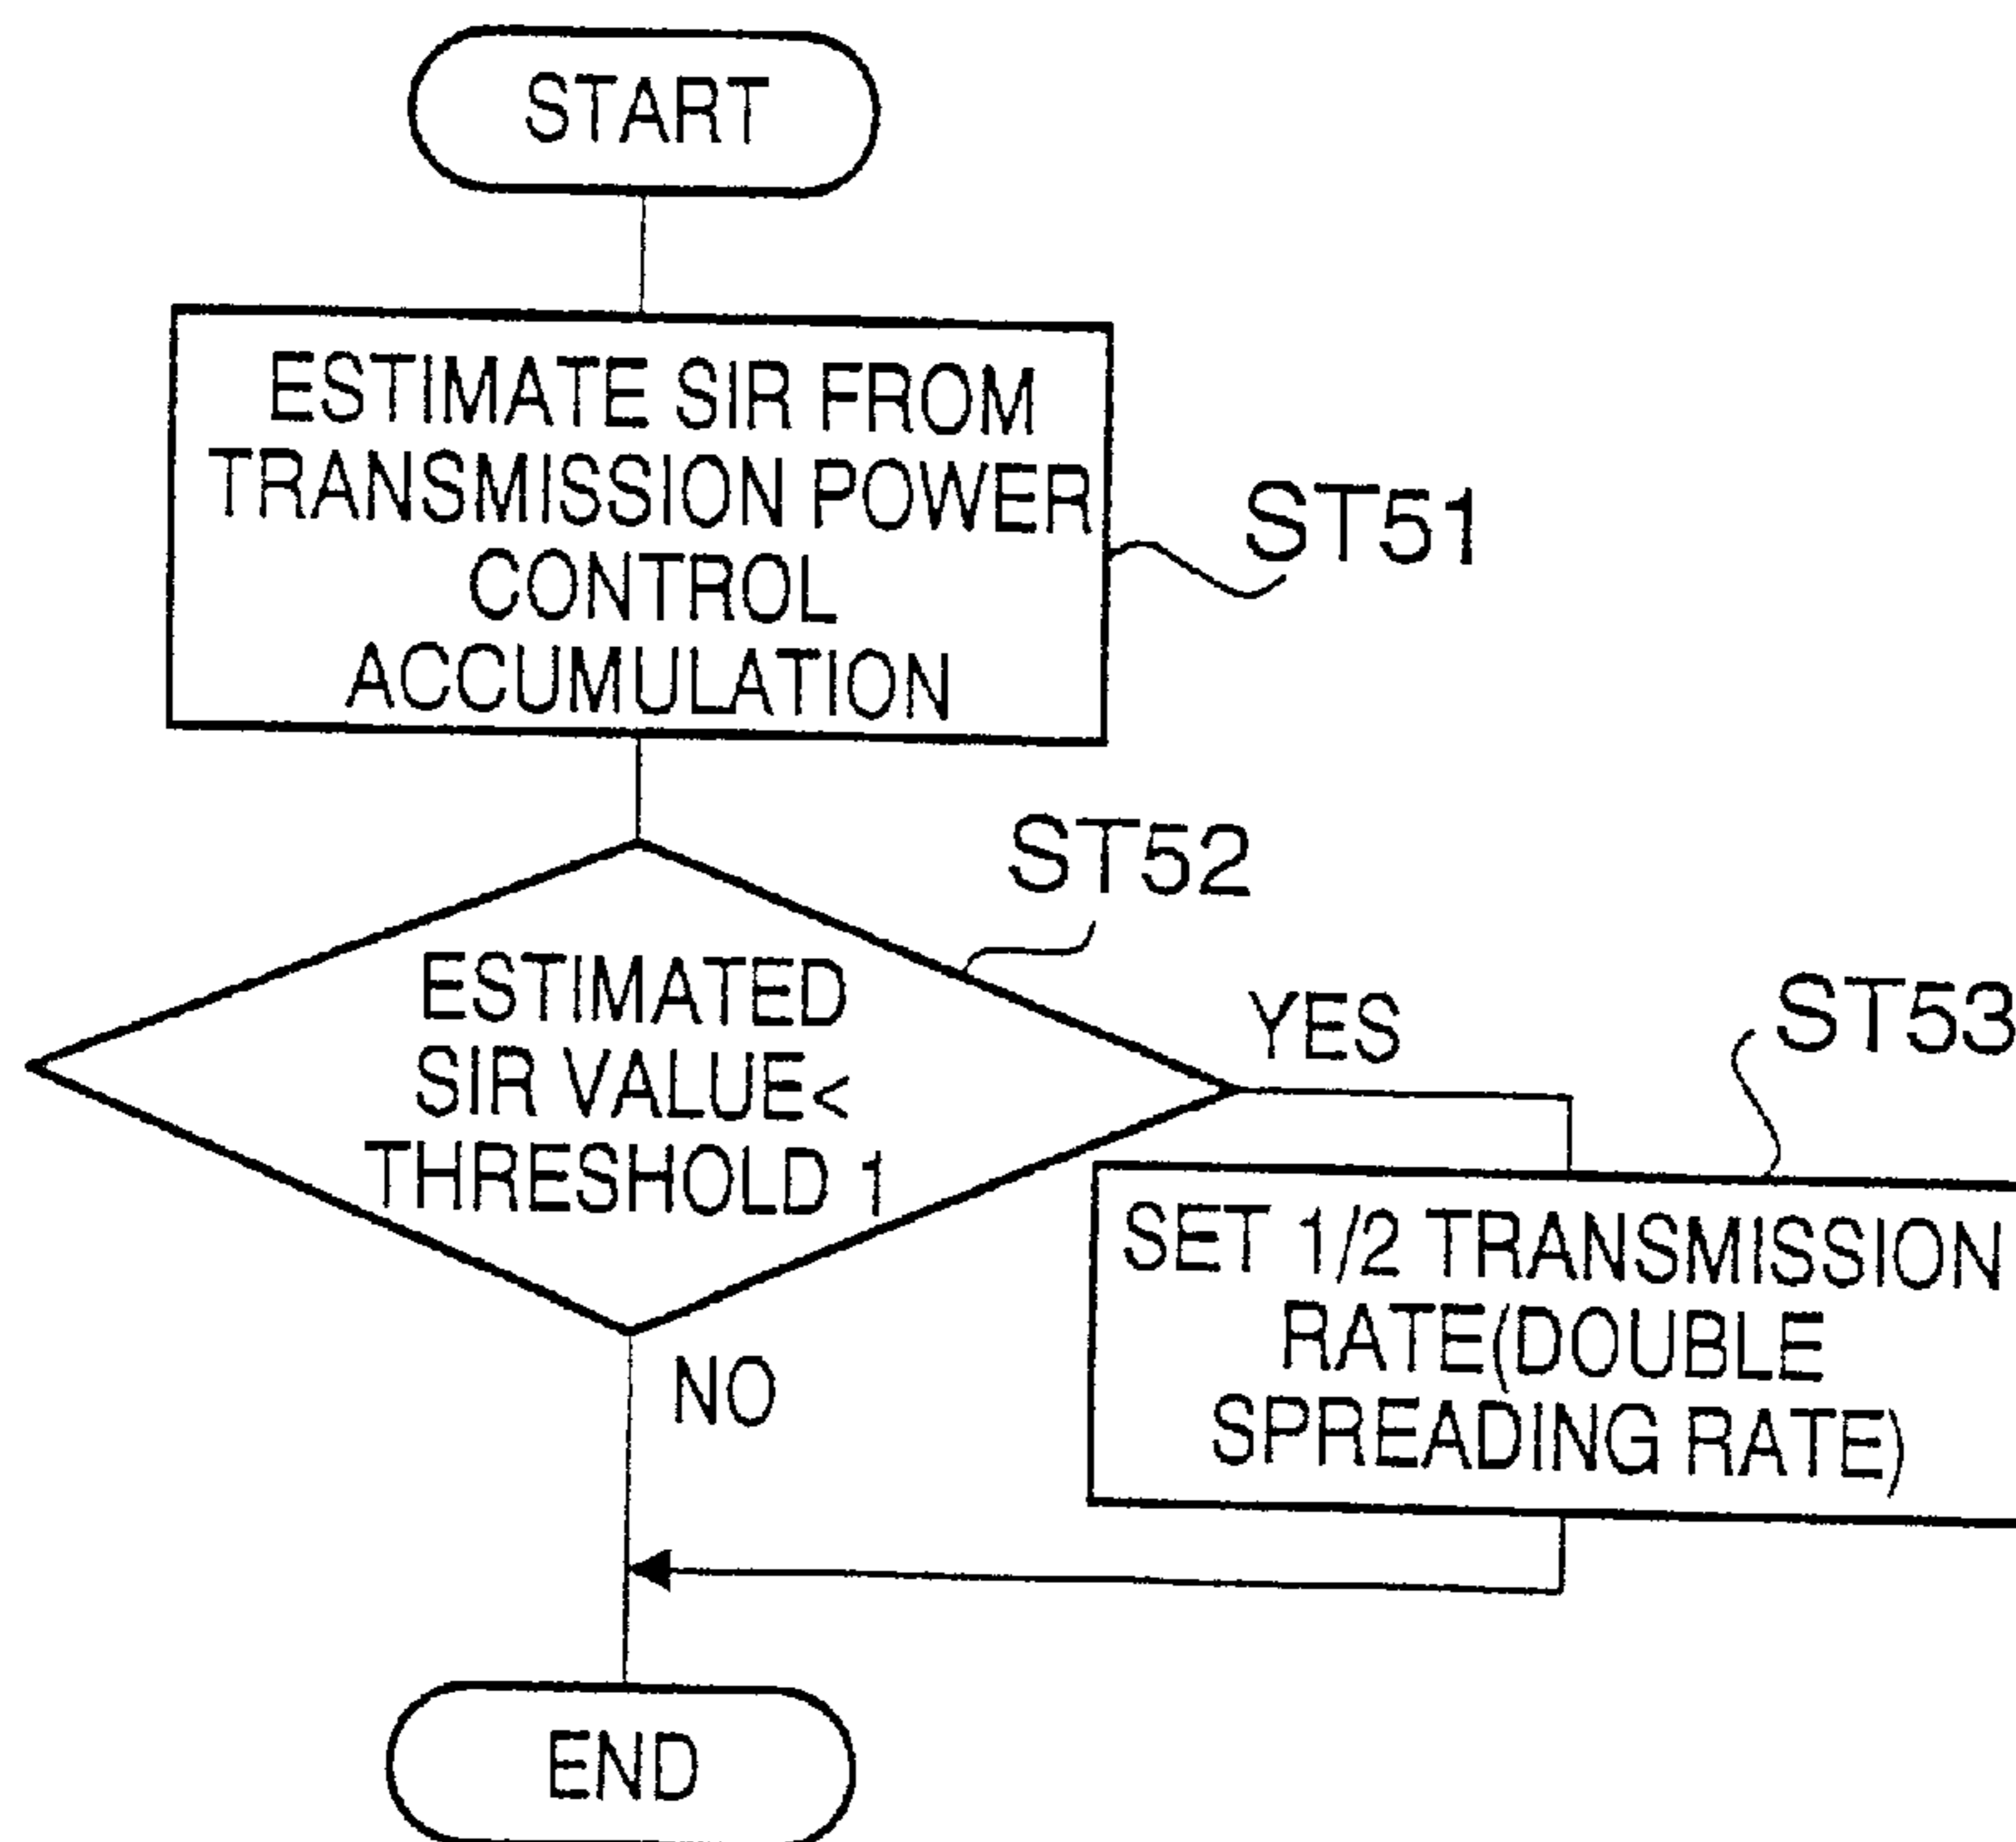 START
ESTIMATE SIR FROM
TRANSMISSION POWER
CONTROL
ACCUMULATION
ST51
ST52
ESTIMATED
SIR VALUE<
THRESHOLD 1
YES
ST53
SET 1/2 TRANSMISSION
RATE(DOUBLE
SPREADING RATE)
NO
END